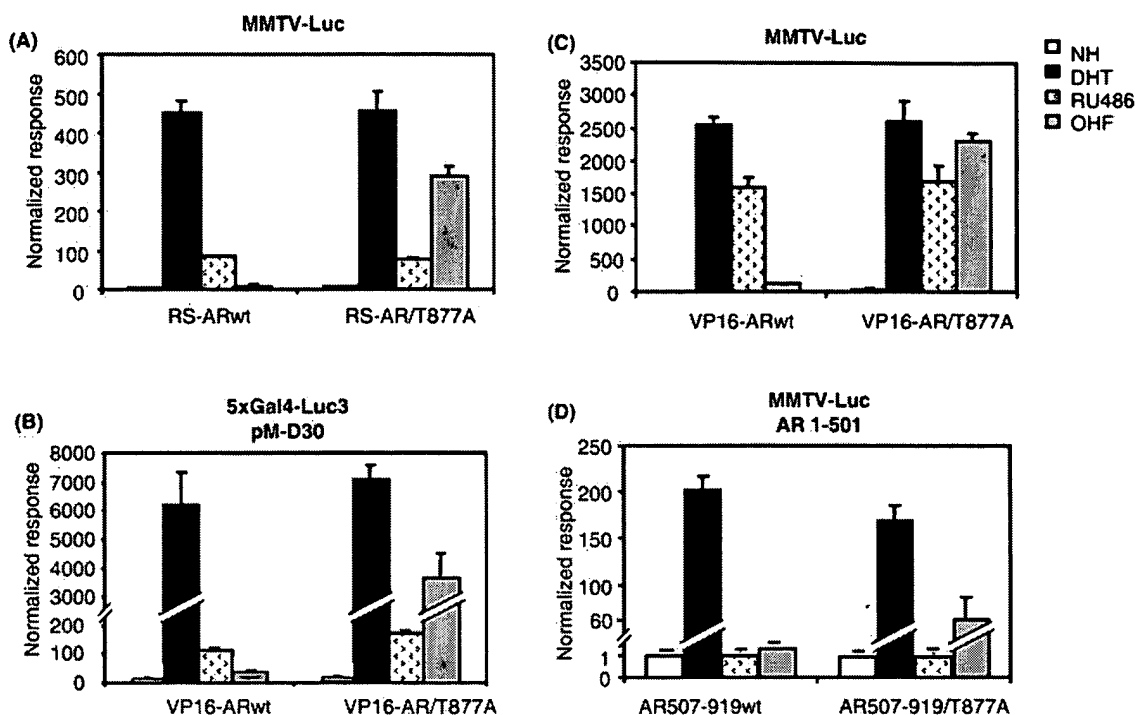 (A)
MMTV-Luc
Normalized response
600
500
400
300
200
100
0
RS-ARwt
RS-AR/T877A
(C)
MMTV-Luc
Normalized response
3500
3000
2500
2000
1500
1000
500
0
VP16-ARwt
VP16-AR/T877A
NH
DHT
RU486
OHF
(B)
5xGal4-Luc3
pM-D30
Normalized response
8000
7000
6000
5000
4000
3000
200
100
0
VP16-ARwt
VP16-AR/T877A
(D)
MMTV-Luc
AR 1-501
Normalized response
250
200
150
100
60
1
0
AR507-919wt
AR507-919/T877A